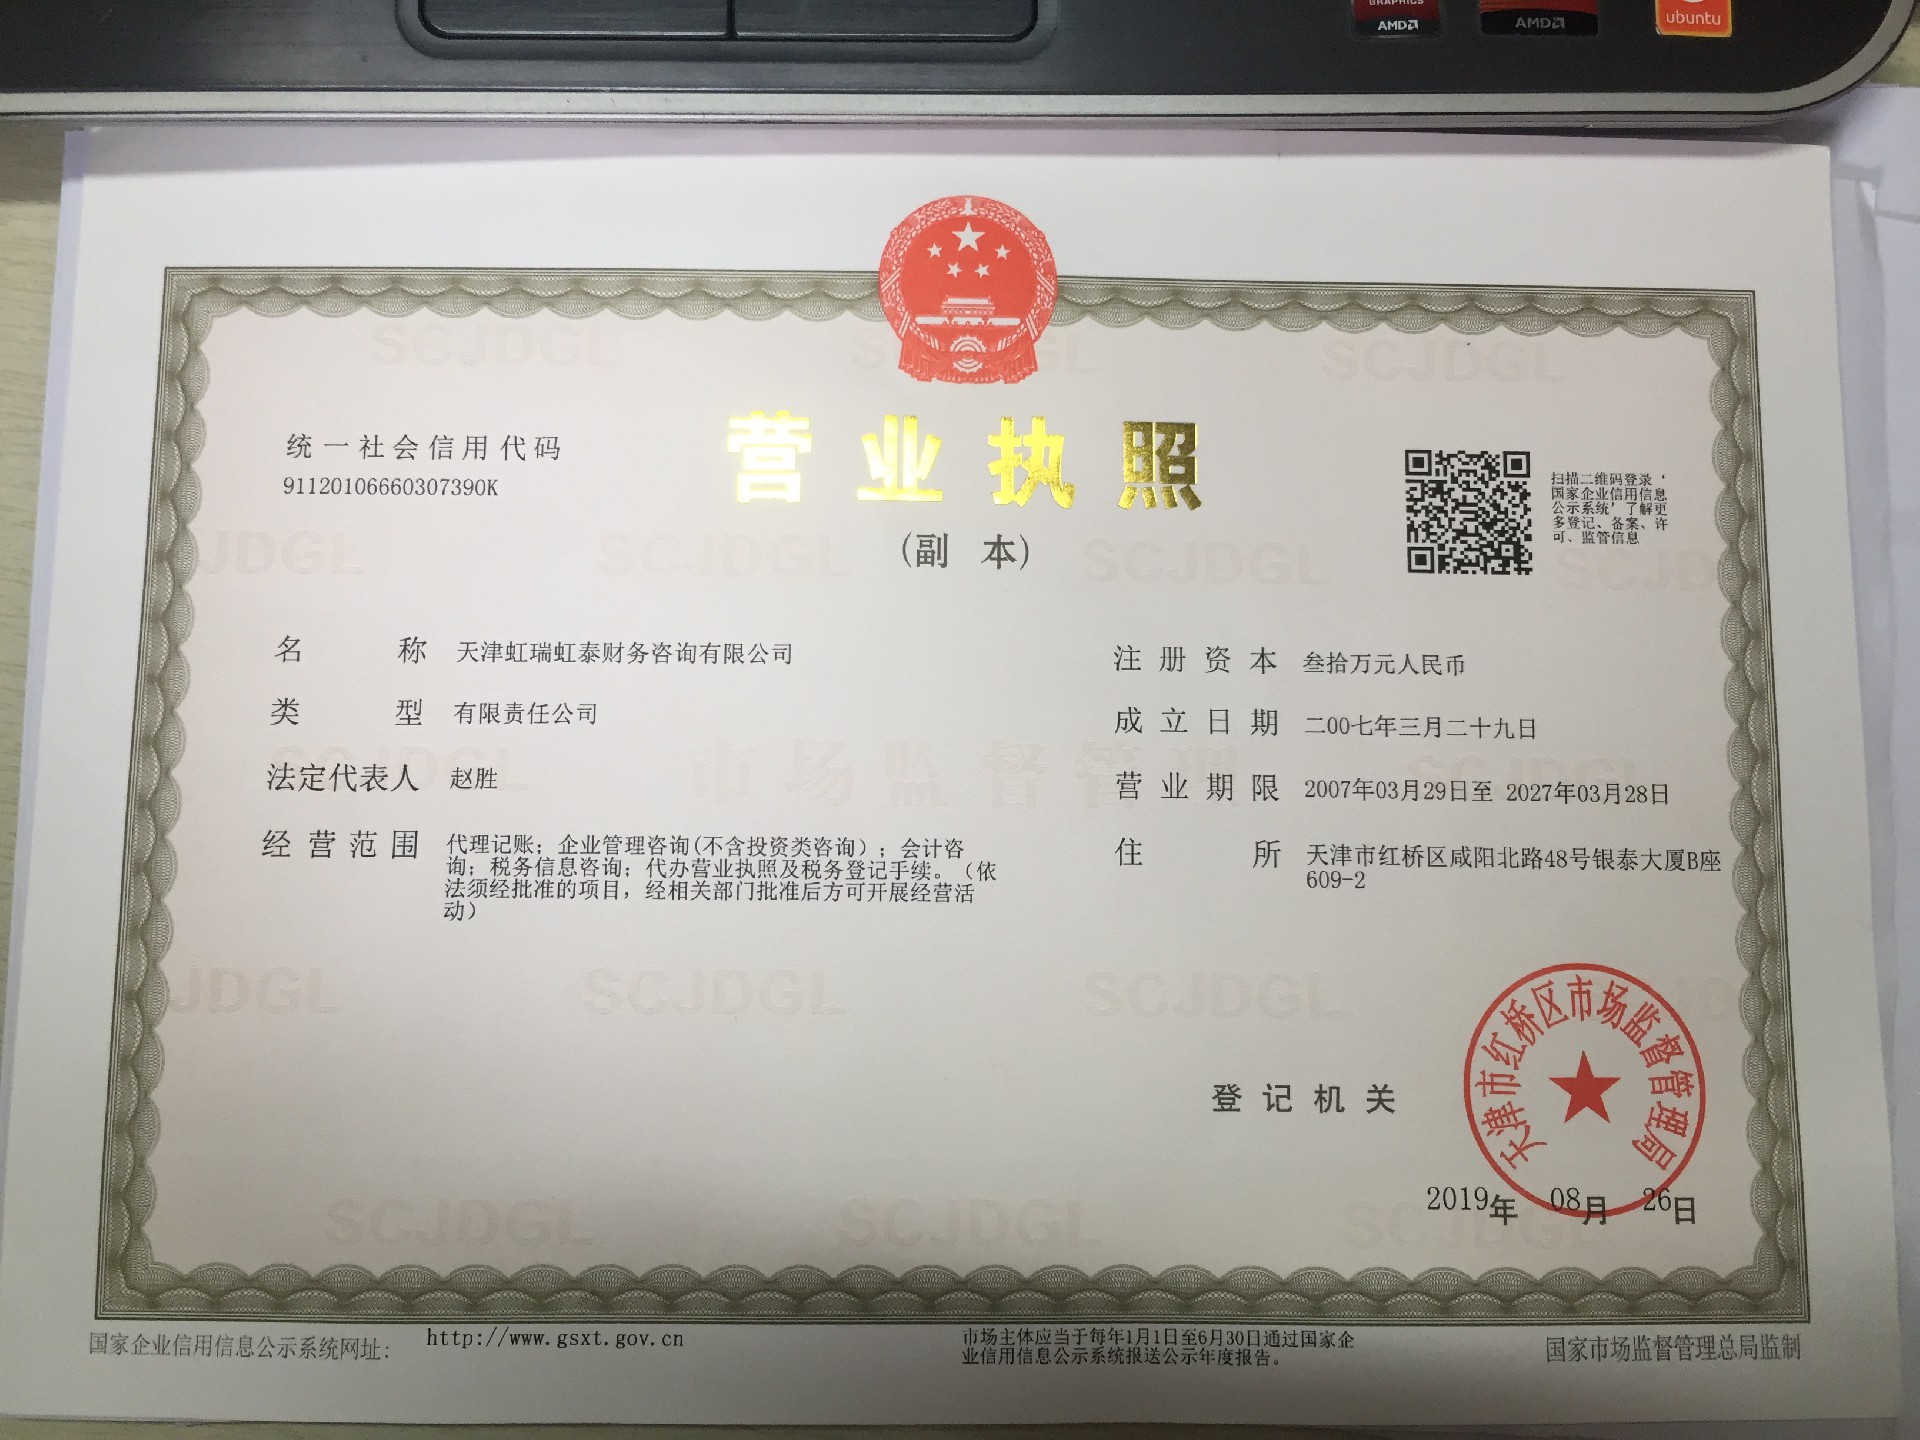 GRAPHICS
AMD
AMD
ubuntu
统一社会信用代码
91120106660307390K
营业执照
(副 本)
扫描二维码登录‘
国家企业信用信息
公示系统’了解更
多登记、备案、许
可、监管信息
名 称 天津虹瑞虹泰财务咨询有限公司
类 型 有限责任公司
法定代表人 赵胜
经营范围 代理记账；企业管理咨询(不含投资类咨询）；会计咨
询；税务信息咨询；代办营业执照及税务登记手续。（依
法须经批准的项目，经相关部门批准后方可开展经营活
动）
注册资本 叁拾万元人民币
成立日期 二00七年三月二十九日
营业期限 2007年03月29日至 2027年03月28日
住 所 天津市红桥区咸阳北路48号银泰大厦B座
609-2
SCJDGL
市场监督管理
登记机关
天津市红桥区市场监督管理局
2019年 08月 26日
国家企业信用信息公示系统网址: http://www.gsxt.gov.cn
市场主体应当于每年1月1日至6月30日通过国家企
业信用信息公示系统报送公示年度报告。
国家市场监督管理总局监制